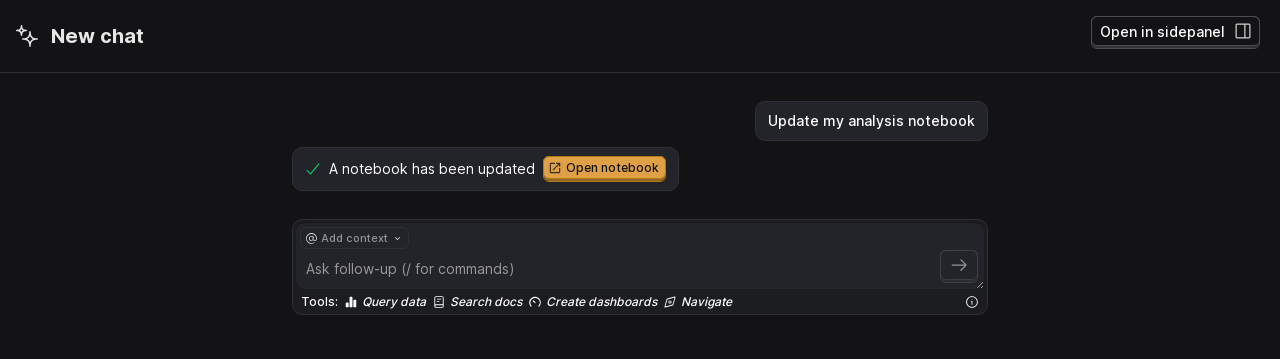 New chat
Open in sidepanel
Update my analysis notebook
A notebook has been updated Open notebook
Add context
Ask follow-up (/ for commands)
Tools: Query data Search docs Create dashboards Navigate